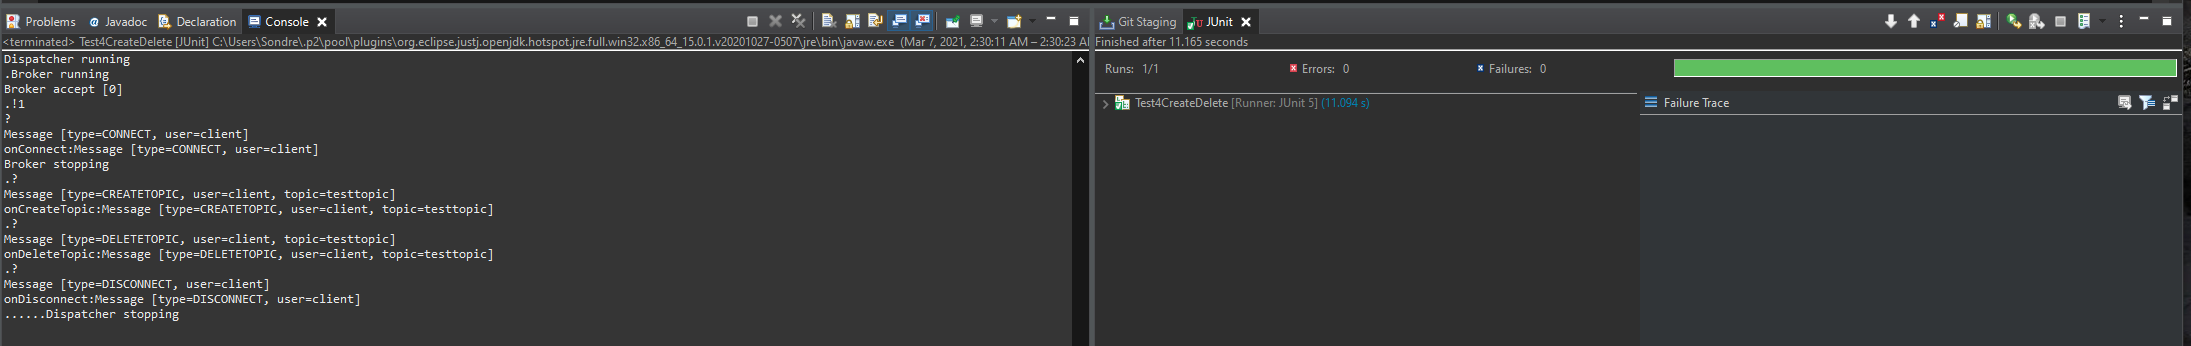 Problems @ Javadoc Declaration Console
<terminated> Test4CreateDelete [JUnit] C:\Users\Sondre\.p2\pool\plugins\org.eclipse.justj.openjdk.hotspot.jre.full.win32.x86_64_15.0.1.v20201027-0507\jre\bin\javaw.exe (Mar 7, 2021, 2:30:11 AM – 2:30:23 AM
Dispatcher running
.Broker running
Broker accept [0]
.!1
?
Message [type=CONNECT, user=client]
onConnect:Message [type=CONNECT, user=client]
Broker stopping
.?
Message [type=CREATETOPIC, user=client, topic=testtopic]
onCreateTopic:Message [type=CREATETOPIC, user=client, topic=testtopic]
.?
Message [type=DELETETOPIC, user=client, topic=testtopic]
onDeleteTopic:Message [type=DELETETOPIC, user=client, topic=testtopic]
.?
Message [type=DISCONNECT, user=client]
onDisconnect:Message [type=DISCONNECT, user=client]
......Dispatcher stopping
Git Staging JUnit
Finished after 11.165 seconds
Runs: 1/1 Errors: 0 Failures: 0
Test4CreateDelete [Runner: JUnit 5] (11.094 s)
Failure Trace